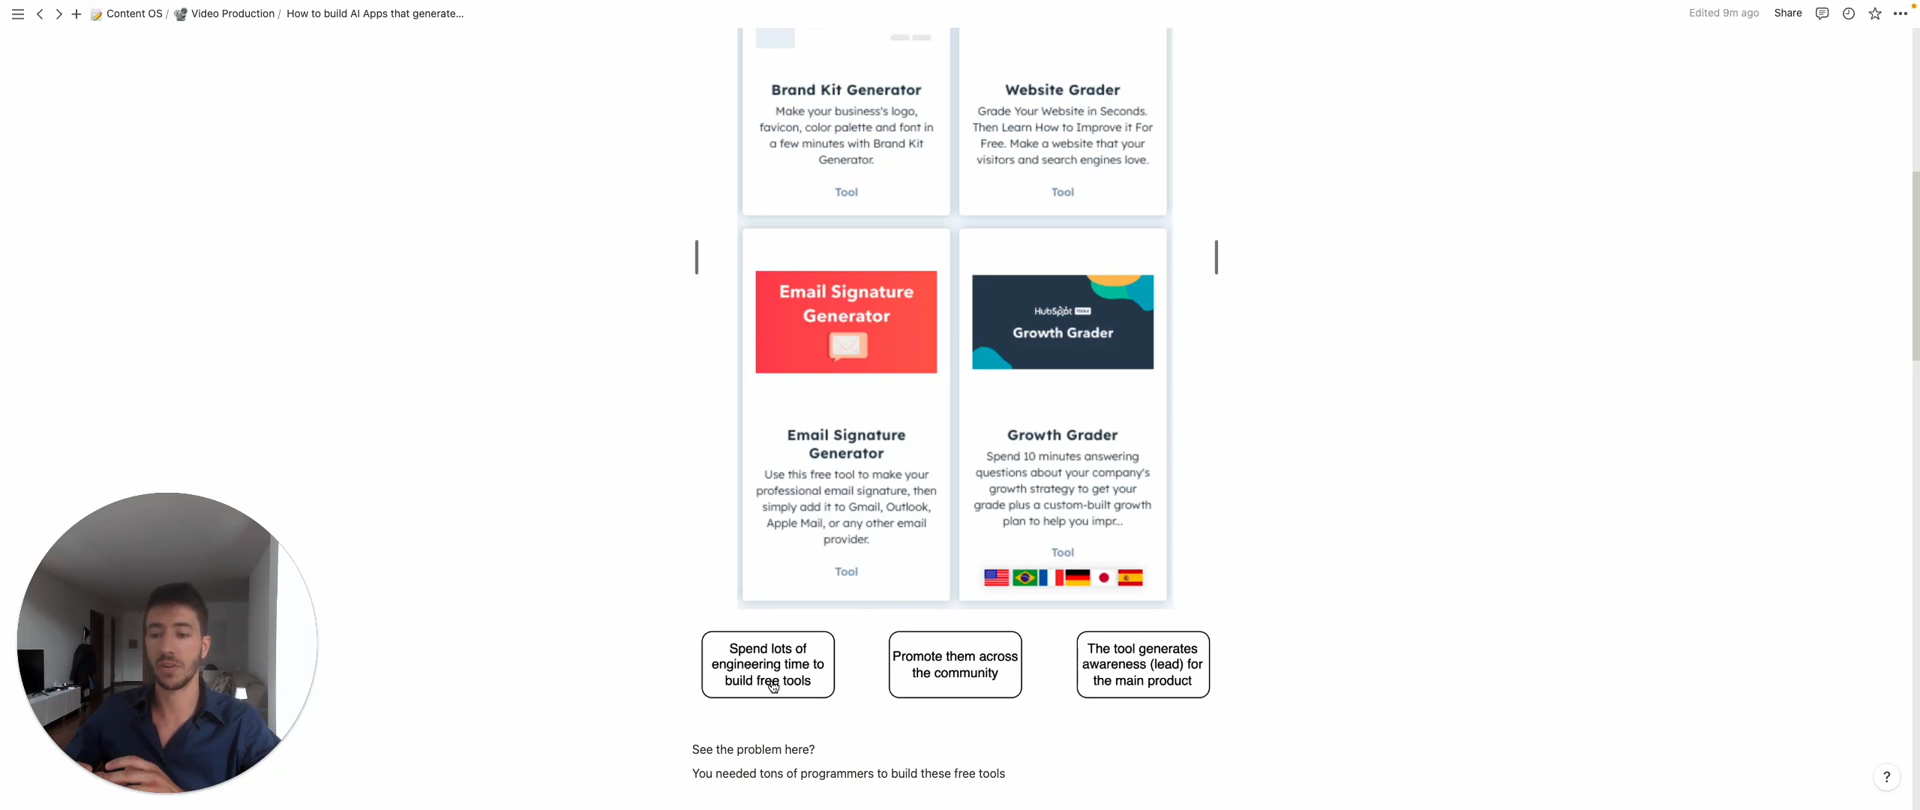 Content OS / Video Production / How to build AI Apps that generate...
Edited 9m ago Share
Brand Kit Generator
Make your business's logo,
favicon, color palette and font in
a few minutes with Brand Kit
Generator.
Tool
Website Grader
Grade Your Website in Seconds.
Then Learn How to Improve it For
Free. Make a website that your
visitors and search engines love.
Tool
Email Signature
Generator
Email Signature
Generator
Use this free tool to make your
professional email signature, then
simply add it to Gmail, Outlook,
Apple Mail, or any other email
provider.
Tool
HubSpot TOOLS
Growth Grader
Growth Grader
Spend 10 minutes answering
questions about your company's
growth strategy to get your
grade plus a custom-built growth
plan to help you impr...
Tool
Spend lots of
engineering time to
build free tools
Promote them across
the community
The tool generates
awareness (lead) for
the main product
See the problem here?
You needed tons of programmers to build these free tools
?